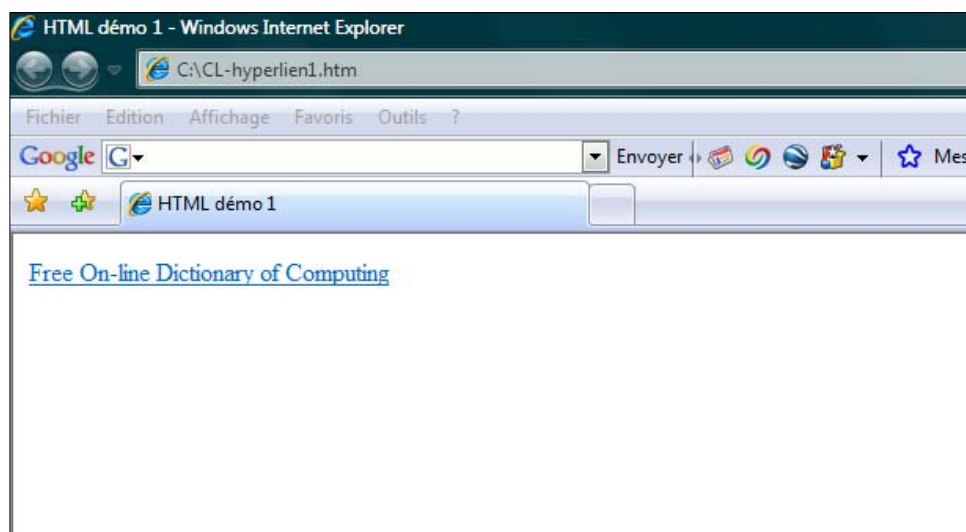 HTML démo 1 - Windows Internet Explorer
C:\CL-hyperlien1.htm
Fichier Edition Affichage Favoris Outils ?
Google G Envoyer Mes
HTML démo 1
Free On-line Dictionary of Computing